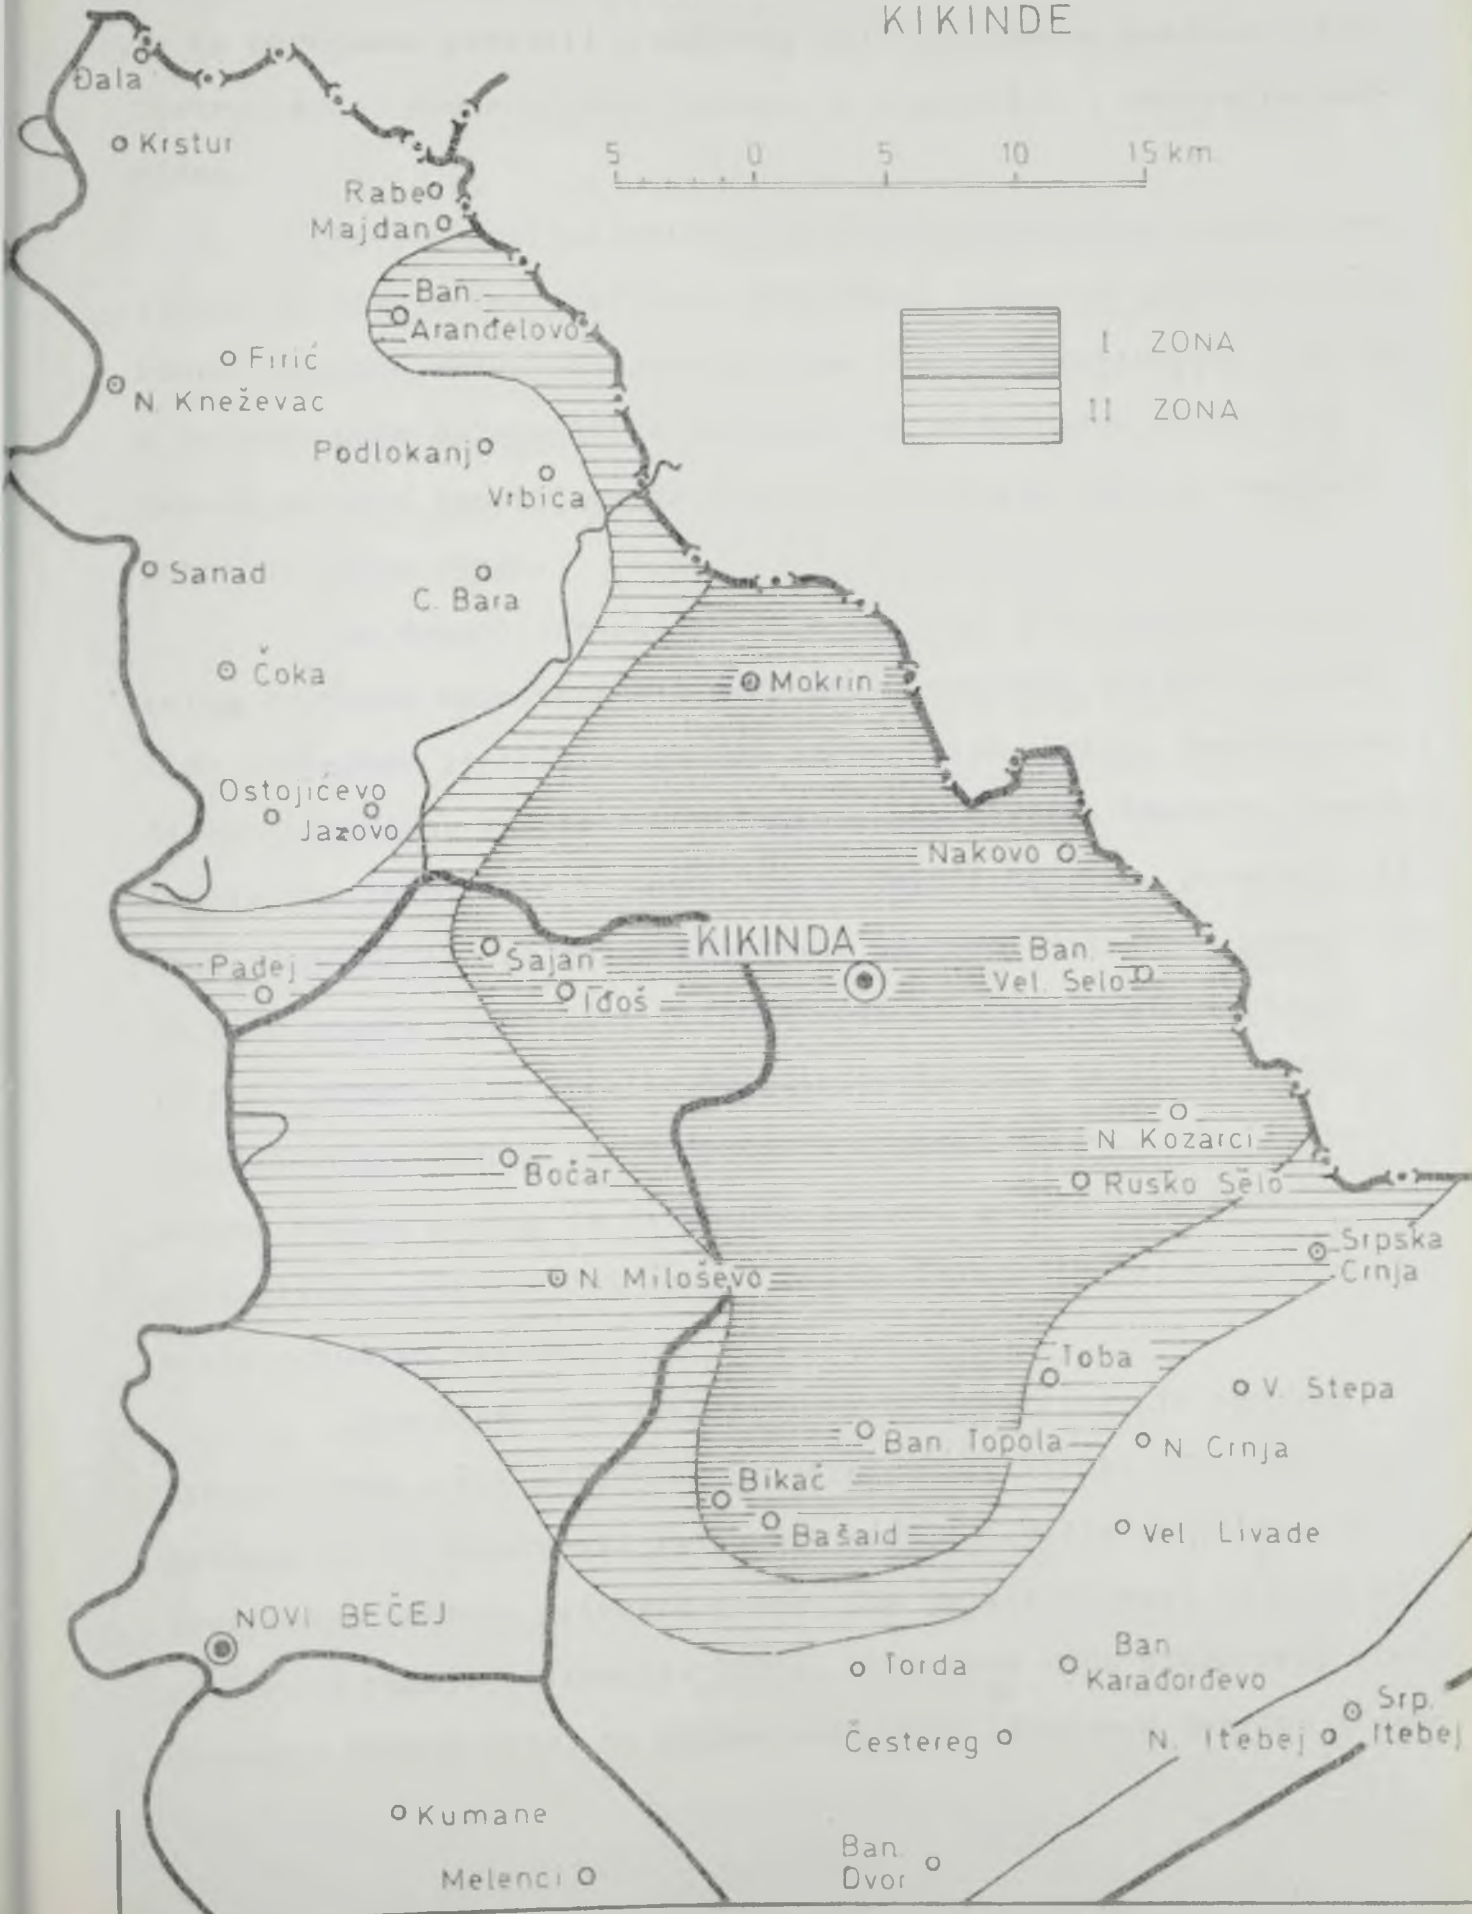 KIKINDE
Đala
Krstur
5 0 5 10 15 km.
Rabe
Majdan
Ban.
Aranđelovo
I ZONA
II ZONA
Firić
N. Kneževac
Podlokanj
Vrbica
Sanad
C. Bara
Čoka
Mokrin
Ostojićevo
Jazovo
Nakovo
KIKINDA
Sajan
Iđoš
Ban.
Vel. Selo
Padej
N. Kozarci
Bočar
Rusko Selo
Srpska
Crnja
N. Miloševo
Toba
V. Stepa
Ban. Topola
N. Crnja
Bikač
Bašaid
Vel. Livade
NOVI BEČEJ
Torda
Ban
Karađorđevo
Srp.
Itebej
Čestereg
N. Itebej
Kumane
Ban.
Dvor
Melenci